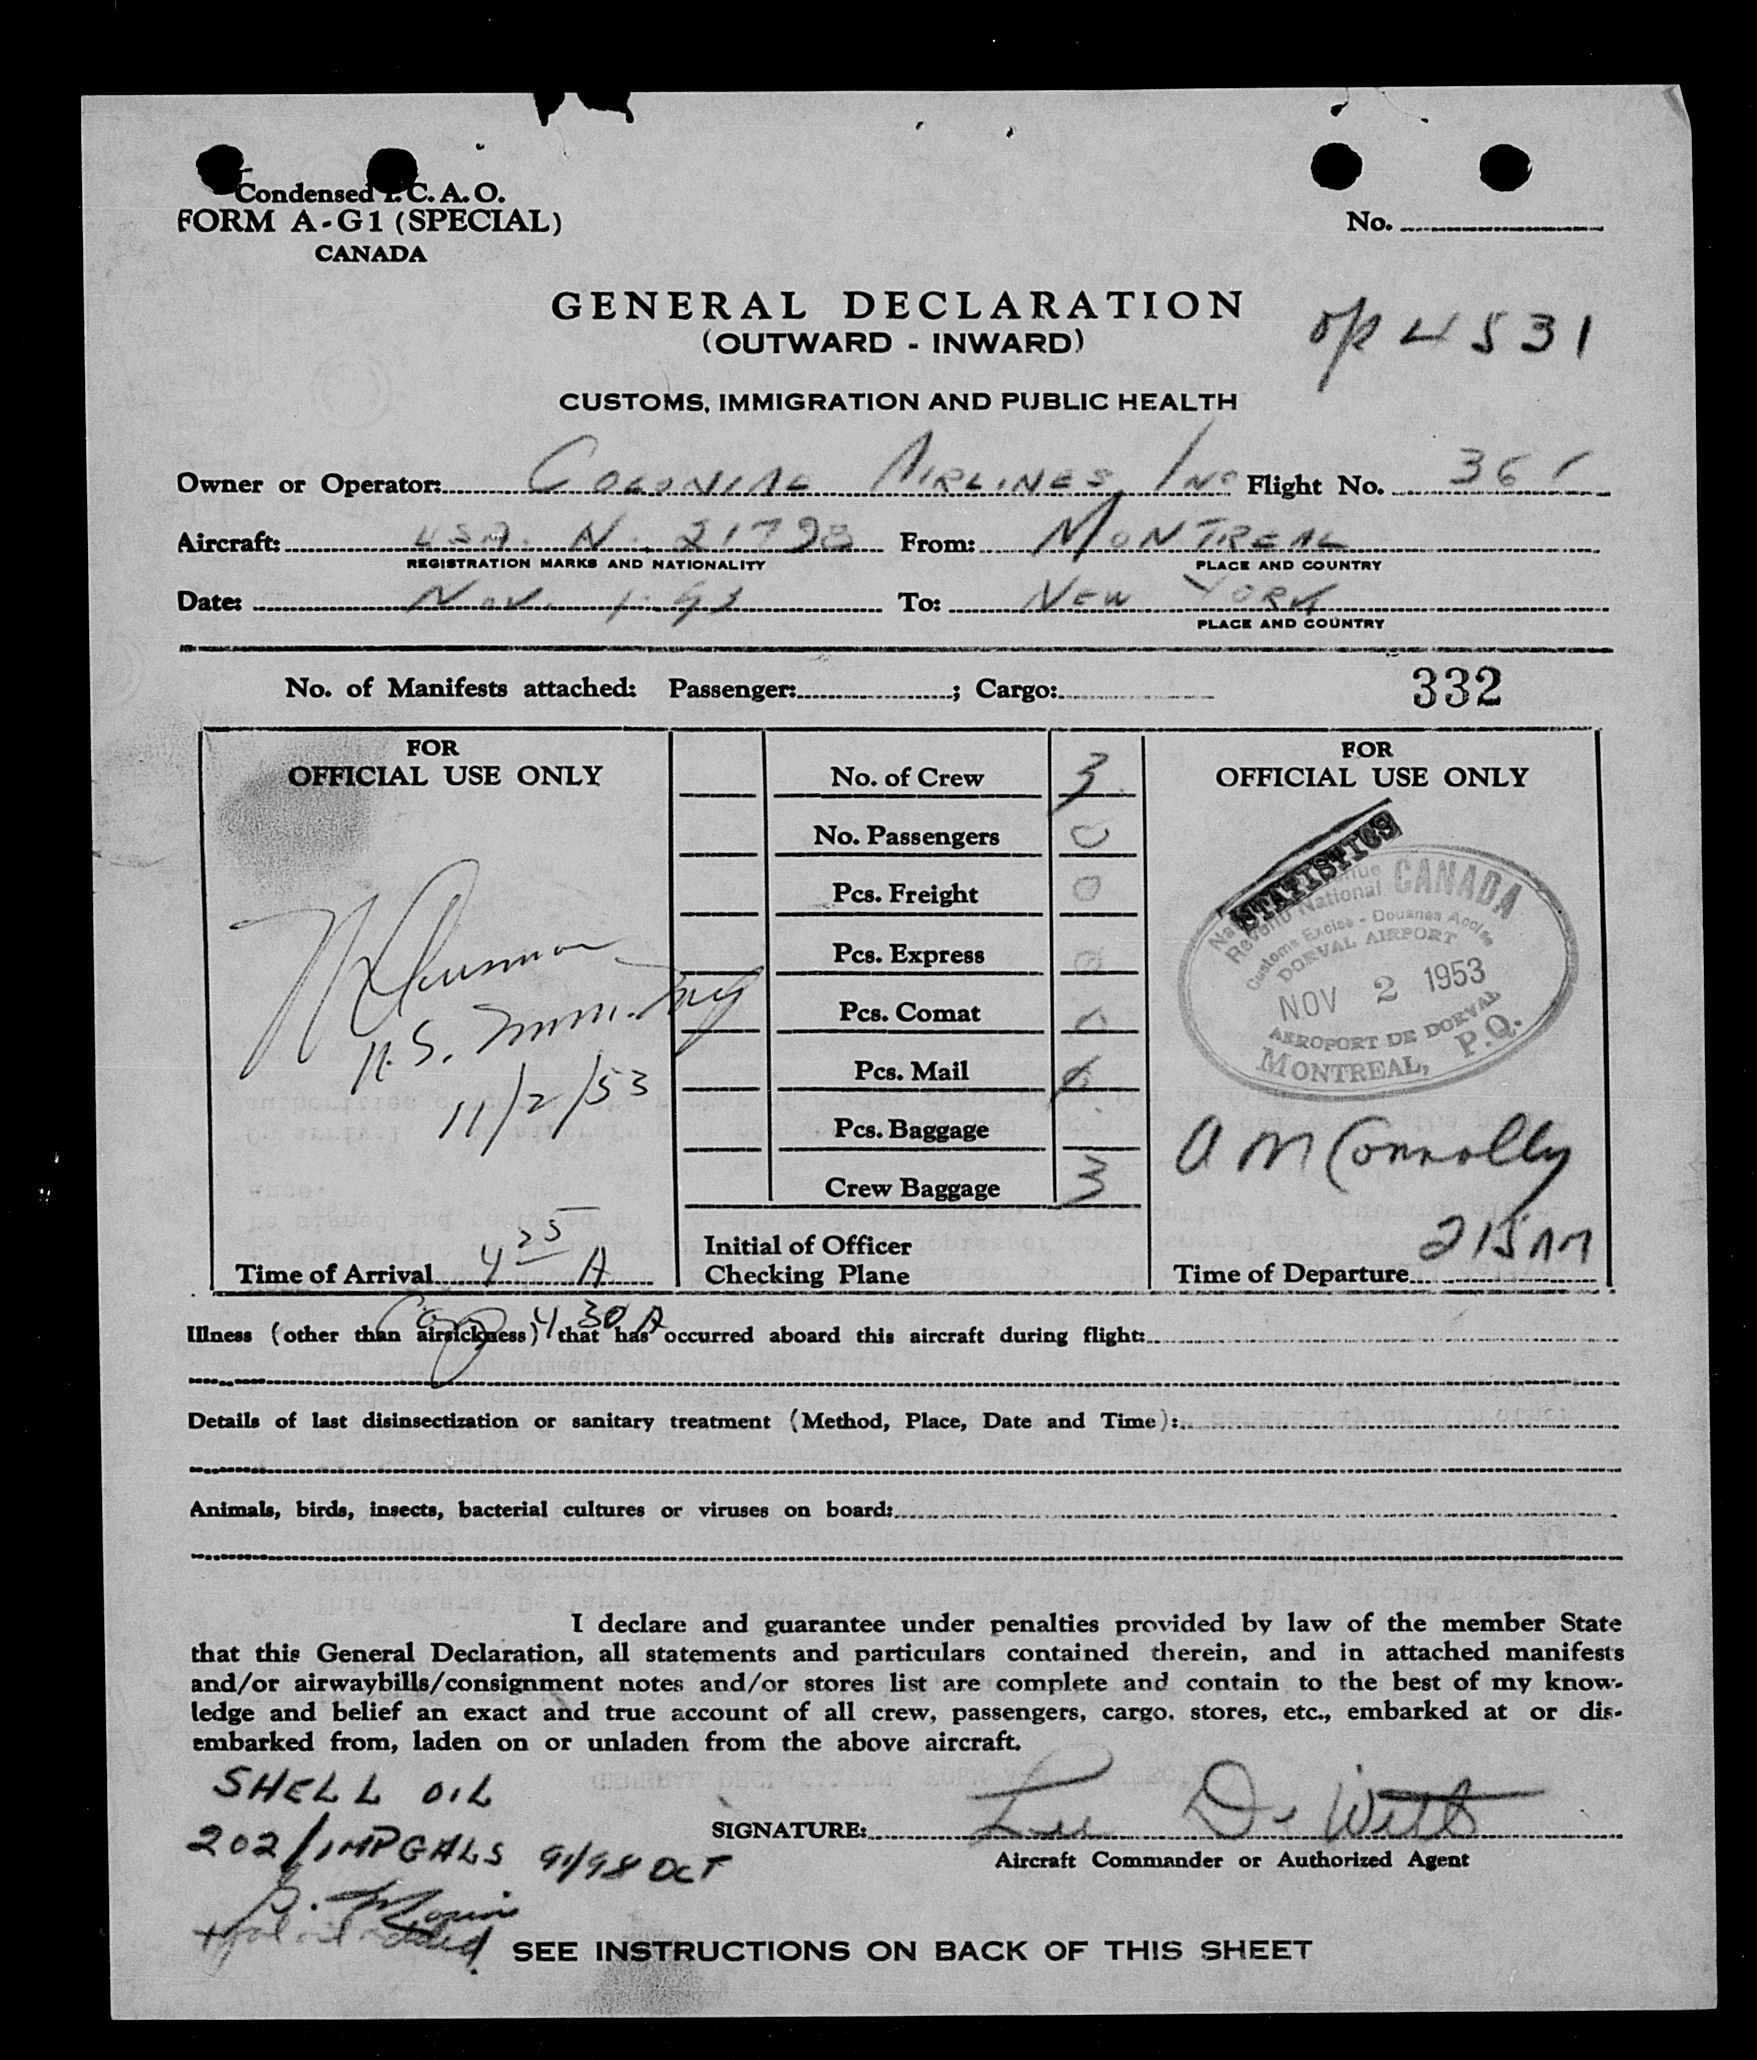 Condensed I. C. A. O.
FORM A-G1 (SPECIAL)
CANADA
No.
GENERAL DECLARATION
(OUTWARD - INWARD)
op 4531
CUSTOMS, IMMIGRATION AND PUBLIC HEALTH
Owner or Operator: COLONIAL AIRLINES, INC Flight No. 361
Aircraft: USA. N. 21798 From: MONTREAL
REGISTRATION MARKS AND NATIONALITY PLACE AND COUNTRY
Date: Nov. 1. 53 To: NEW YORK
PLACE AND COUNTRY
No. of Manifests attached: Passenger: ; Cargo: 332
FOR
OFFICIAL USE ONLY
U.S. Imm.
11/2/53
Time of Arrival 4 25 A
No. of Crew 3
No. Passengers 0
Pcs. Freight 0
Pcs. Express 0
Pcs. Comat
Pcs. Mail
Pcs. Baggage
Crew Baggage 3
Initial of Officer
Checking Plane
FOR
OFFICIAL USE ONLY
STATISTICS
Revenu National CANADA
Customs Excise - Douanes Accise
DORVAL AIRPORT
NOV 2 1953
AEROPORT DE DORVAL
MONTREAL, P.Q.
A M Connolly
Time of Departure 215 AM
4 30 A
Illness (other than airsickness) that has occurred aboard this aircraft during flight:
Details of last disinsectization or sanitary treatment (Method, Place, Date and Time):
Animals, birds, insects, bacterial cultures or viruses on board:
I declare and guarantee under penalties provided by law of the member State
that this General Declaration, all statements and particulars contained therein, and in attached manifests
and/or airwaybills/consignment notes and/or stores list are complete and contain to the best of my know-
ledge and belief an exact and true account of all crew, passengers, cargo, stores, etc., embarked at or dis-
embarked from, laden on or unladen from the above aircraft.
SHELL OIL
202/IMP GALS 91/98 OCT
SIGNATURE: Lee De Witt
Aircraft Commander or Authorized Agent
G. Morin
SEE INSTRUCTIONS ON BACK OF THIS SHEET